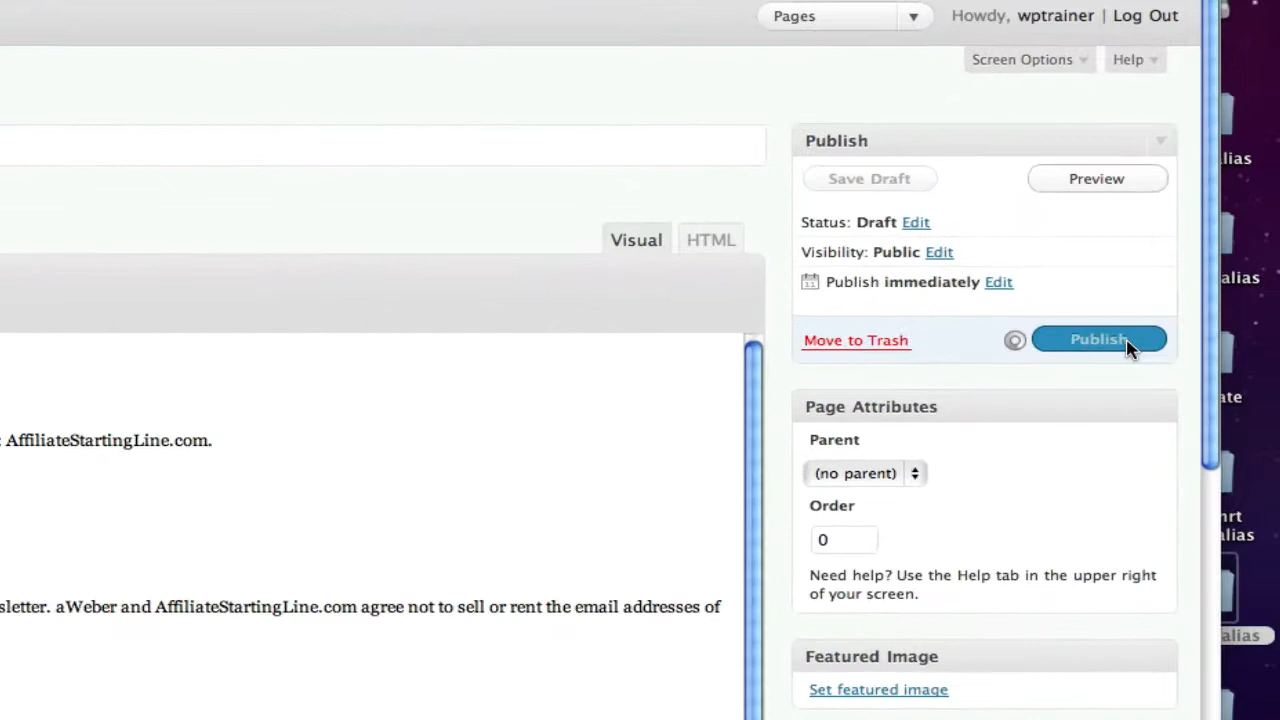 Pages
Howdy, wptrainer | Log Out
Screen Options
Help
Publish
Save Draft
Preview
Status: Draft Edit
Visibility: Public Edit
Publish immediately Edit
Move to Trash
Publish
Visual
HTML
AffiliateStartingLine.com.
sletter. aWeber and AffiliateStartingLine.com agree not to sell or rent the email addresses of
Page Attributes
Parent
(no parent)
Order
0
Need help? Use the Help tab in the upper right
of your screen.
Featured Image
Set featured image
alias
alias
alias